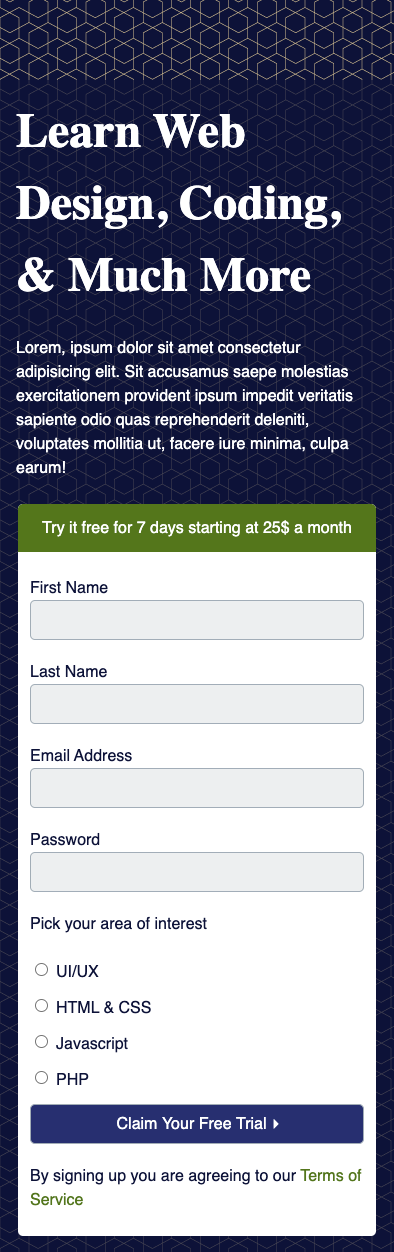 Learn Web
Design, Coding,
& Much More
Lorem, ipsum dolor sit amet consectetur
adipisicing elit. Sit accusamus saepe molestias
exercitationem provident ipsum impedit veritatis
sapiente odio quas reprehenderit deleniti,
voluptates mollitia ut, facere iure minima, culpa
earum!
Try it free for 7 days starting at 25$ a month
First Name
Last Name
Email Address
Password
Pick your area of interest
UI/UX
HTML & CSS
Javascript
PHP
Claim Your Free Trial
By signing up you are agreeing to our Terms of
Service